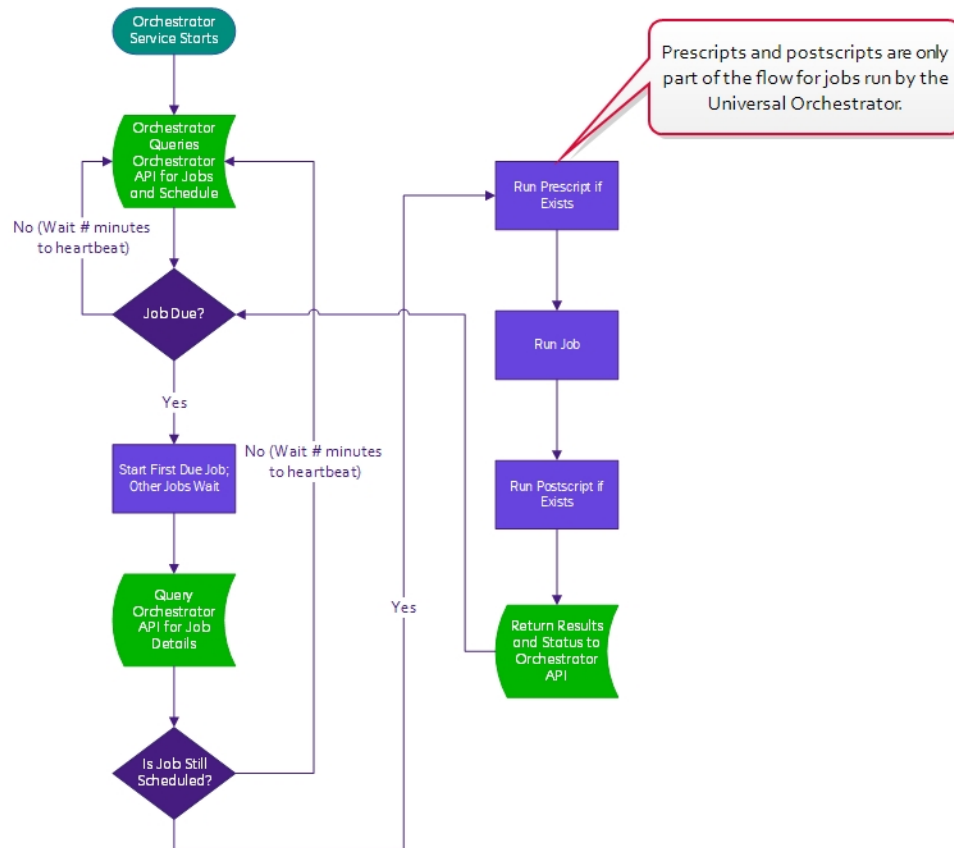 Orchestrator
Service Starts
Prescripts and postscripts are only
part of the flow for jobs run by the
Universal Orchestrator.
Orchestrator
Queries
Orchestrator
API for Jobs
and Schedule
No (Wait # minutes
to heartbeat)
Job Due?
Yes
Start First Due Job;
Other Jobs Wait
No (Wait # minutes
to heartbeat)
Query
Orchestrator
API for Job
Details
Is Job Still
Scheduled?
Yes
Run Prescript if
Exists
Run Job
Run Postscript if
Exists
Return Results
and Status to
Orchestrator
API